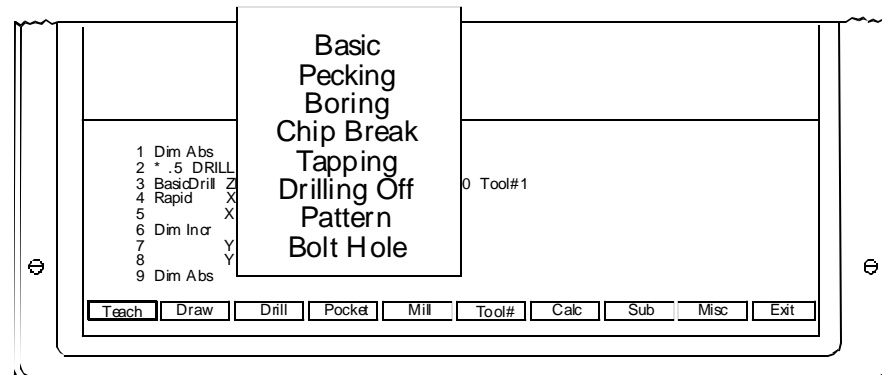 Basic
Pecking
Boring
Chip Break
Tapping
Drilling Off
Pattern
Bolt Hole
1 Dim Abs
2 * .5 DRILL
3 BasicDrill Z 0 Tool#1
4 Rapid X
5 X
6 Dim Incr
7 Y
8 Y
9 Dim Abs
Teach Draw Drill Pocket Mill Tool# Calc Sub Misc Exit